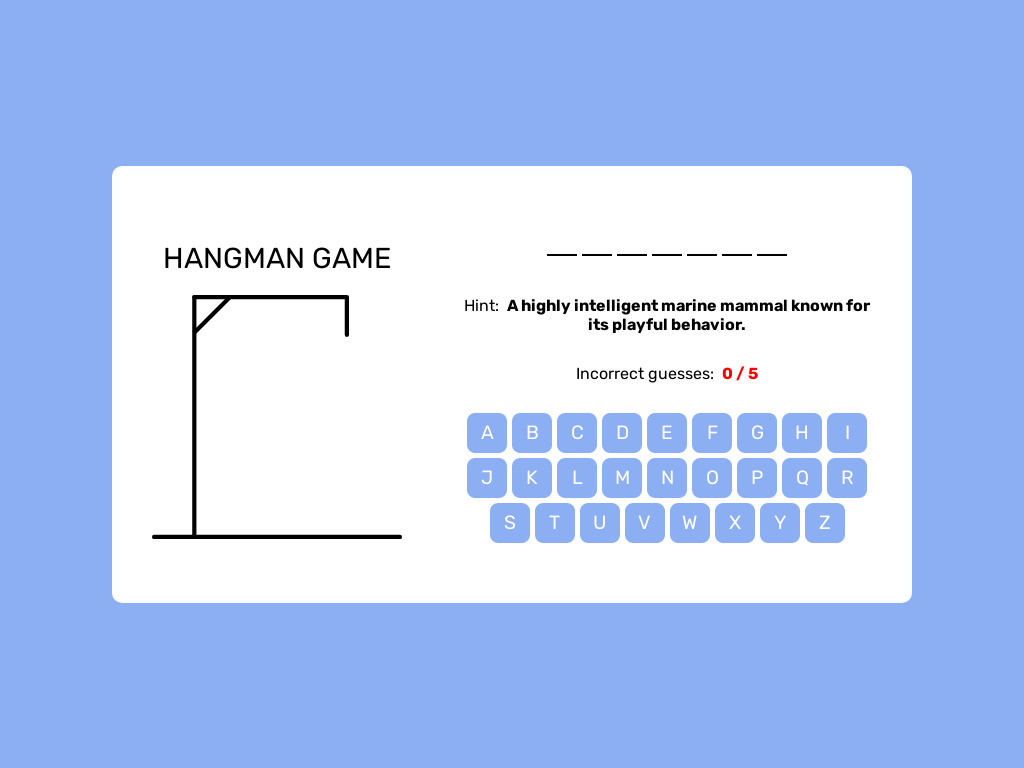 HANGMAN GAME
Hint: A highly intelligent marine mammal known for
its playful behavior.
Incorrect guesses: 0 / 5
A B C D E F G H I
J K L M N O P Q R
S T U V W X Y Z